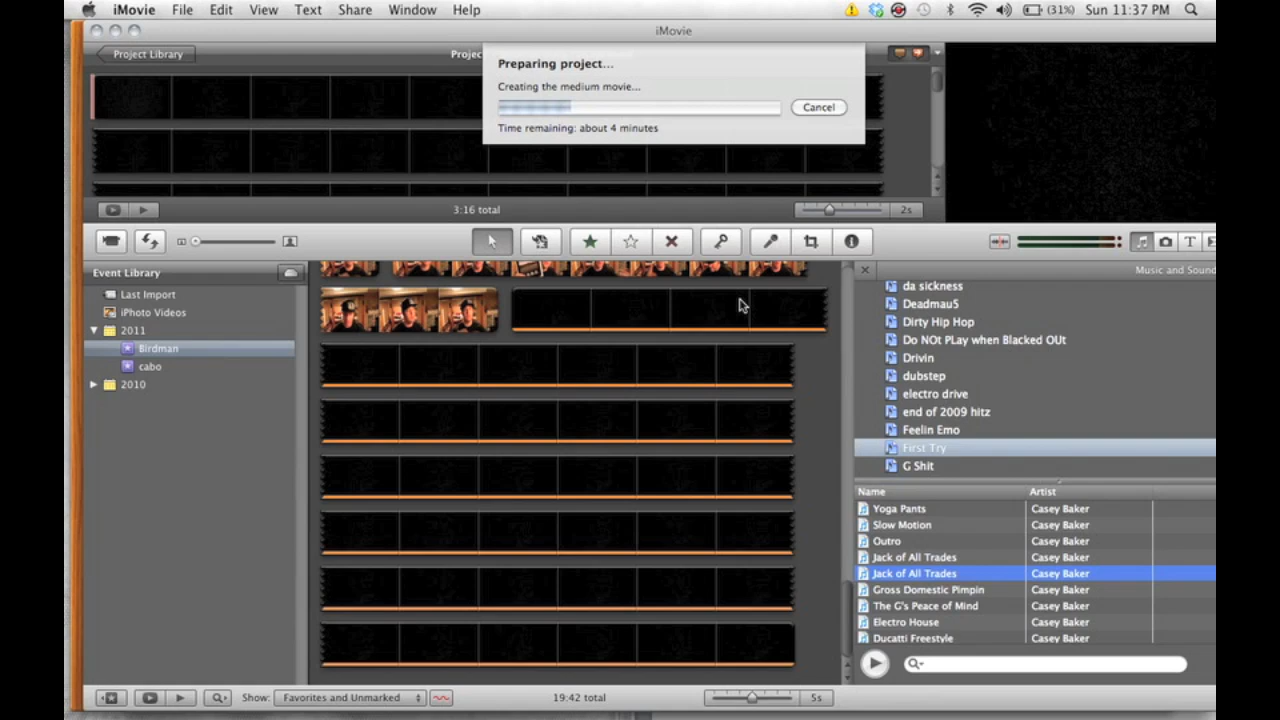 iMovie File Edit View Text Share Window Help (31%) Sun 11:37 PM
iMovie
Project Library
Preparing project...
Creating the medium movie...
Cancel
Time remaining: about 4 minutes
3:16 total
2s
Event Library
Last Import
iPhoto Videos
2011
Birdman
cabo
2010
Music and Sound
da sickness
Deadmau5
Dirty Hip Hop
Do NOt PLay when Blacked OUt
Drivin
dubstep
electro drive
end of 2009 hitz
Feelin Emo
First Try
G Shit
Name Artist
Yoga Pants Casey Baker
Slow Motion Casey Baker
Outro Casey Baker
Jack of All Trades Casey Baker
Jack of All Trades Casey Baker
Gross Domestic Pimpin Casey Baker
The G's Peace of Mind Casey Baker
Electro House Casey Baker
Ducatti Freestyle Casey Baker
Show: Favorites and Unmarked
19:42 total
5s